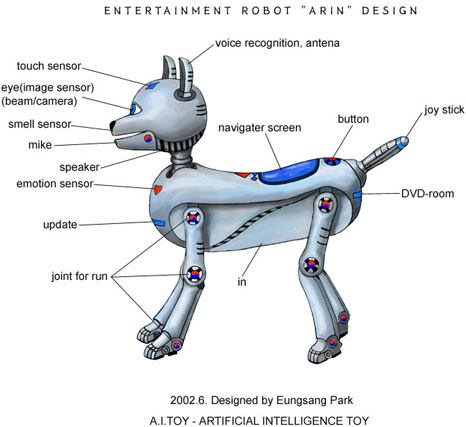 ENTERTAINMENT ROBOT "ARIN" DESIGN
voice recognition, antena
touch sensor
eye(image sensor)
(beam/camera)
smell sensor
mike
speaker
emotion sensor
update
joint for run
navigater screen
button
joy stick
DVD-room
in
2002.6. Designed by Eungsang Park
A.I.TOY - ARTIFICIAL INTELLIGENCE TOY